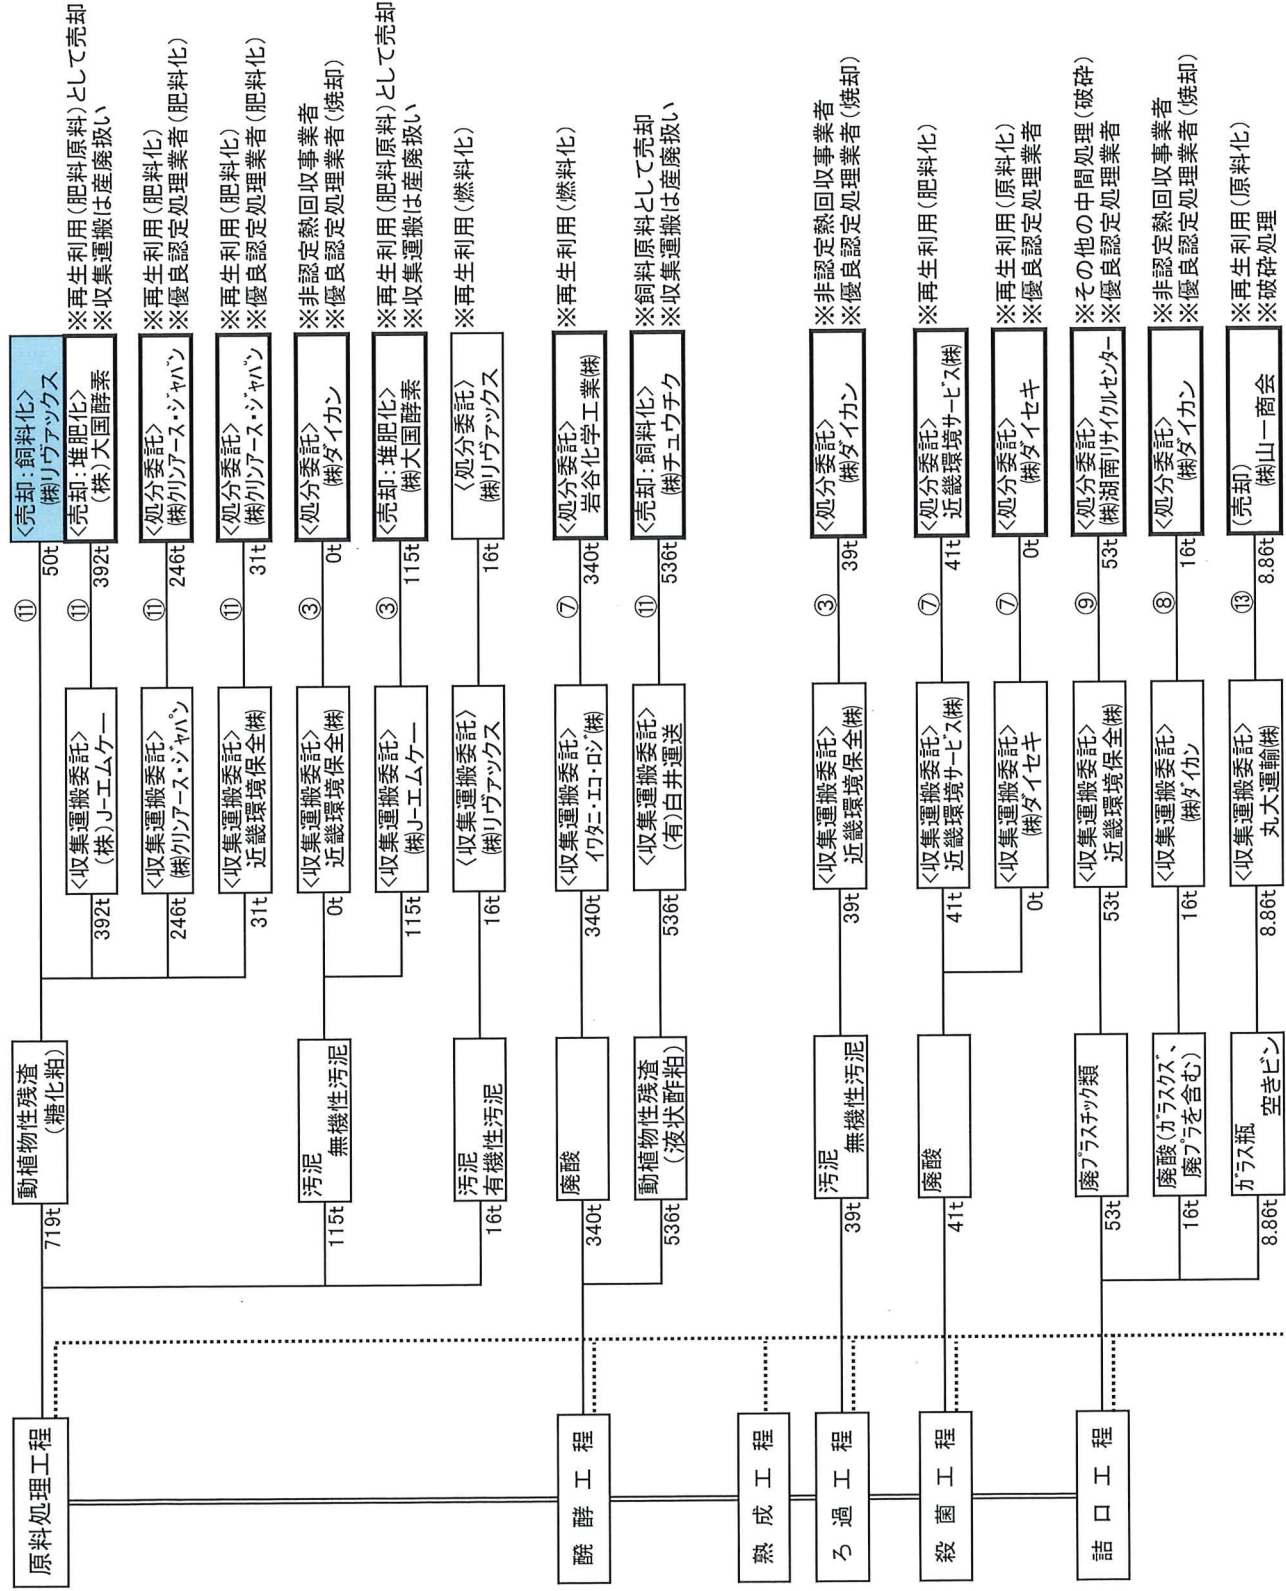 原料処理工程
719t
動植物性残渣
(糖化粕)
⑪
50t
<売却:飼料化>
㈱リヴァックス
392t
<収集運搬委託>
(株)J-エムケー
⑪
392t
<売却:堆肥化>
(株)大国酵素
※再生利用(肥料原料)として売却
※収集運搬は産廃扱い
246t
<収集運搬委託>
㈱クリンアース・ジャパン
⑪
246t
<処分委託>
㈱クリンアース・ジャパン
※再生利用(肥料化)
※優良認定処理業者(肥料化)
31t
<収集運搬委託>
近畿環境保全㈱
⑪
31t
<処分委託>
㈱クリンアース・ジャパン
※再生利用(肥料化)
※優良認定処理業者(肥料化)
115t
汚泥
無機性汚泥
0t
<収集運搬委託>
近畿環境保全㈱
③
0t
<処分委託>
㈱ダイカン
※非認定熱回収事業者
※優良認定処理業者(焼却)
115t
<収集運搬委託>
㈱J-エムケー
③
115t
<売却:堆肥化>
㈱大国酵素
※再生利用(肥料原料)として売却
※収集運搬は産廃扱い
16t
汚泥
有機性汚泥
16t
<収集運搬委託>
㈱リヴァックス
16t
<処分委託>
㈱リヴァックス
※再生利用(燃料化)
醗酵工程
340t
廃酸
340t
<収集運搬委託>
イワタニ・エコ・ロジ㈱
⑦
340t
<処分委託>
岩谷化学工業㈱
※再生利用(燃料化)
536t
動植物性残渣
(液状酢粕)
536t
<収集運搬委託>
(有)白井運送
⑪
536t
<売却:飼料化>
㈱チュウチク
※飼料原料として売却
※収集運搬は産廃扱い
熟成工程
ろ過工程
39t
汚泥
無機性汚泥
39t
<収集運搬委託>
近畿環境保全㈱
③
39t
<処分委託>
㈱ダイカン
※非認定熱回収事業者
※優良認定処理業者(焼却)
殺菌工程
41t
廃酸
41t
<収集運搬委託>
近畿環境サービス㈱
⑦
41t
<処分委託>
近畿環境サービス㈱
※再生利用(肥料化)
0t
<収集運搬委託>
㈱ダイセキ
⑦
0t
<処分委託>
㈱ダイセキ
※再生利用(原料化)
※優良認定処理業者
詰口工程
53t
廃プラスチック類
53t
<収集運搬委託>
近畿環境保全㈱
⑨
53t
<処分委託>
㈱湖南リサイクルセンター
※その他の中間処理(破砕)
※優良認定処理業者
16t
廃酸(ガラスクズ、
廃プラを含む)
16t
<収集運搬委託>
㈱ダイカン
⑧
16t
<処分委託>
㈱ダイカン
※非認定熱回収事業者
※優良認定処理業者(焼却)
8.86t
ガラス瓶
空きビン
8.86t
<収集運搬委託>
丸大運輸㈱
⑬
8.86t
(売却)
㈱山一商会
※再生利用(原料化)
※破砕処理